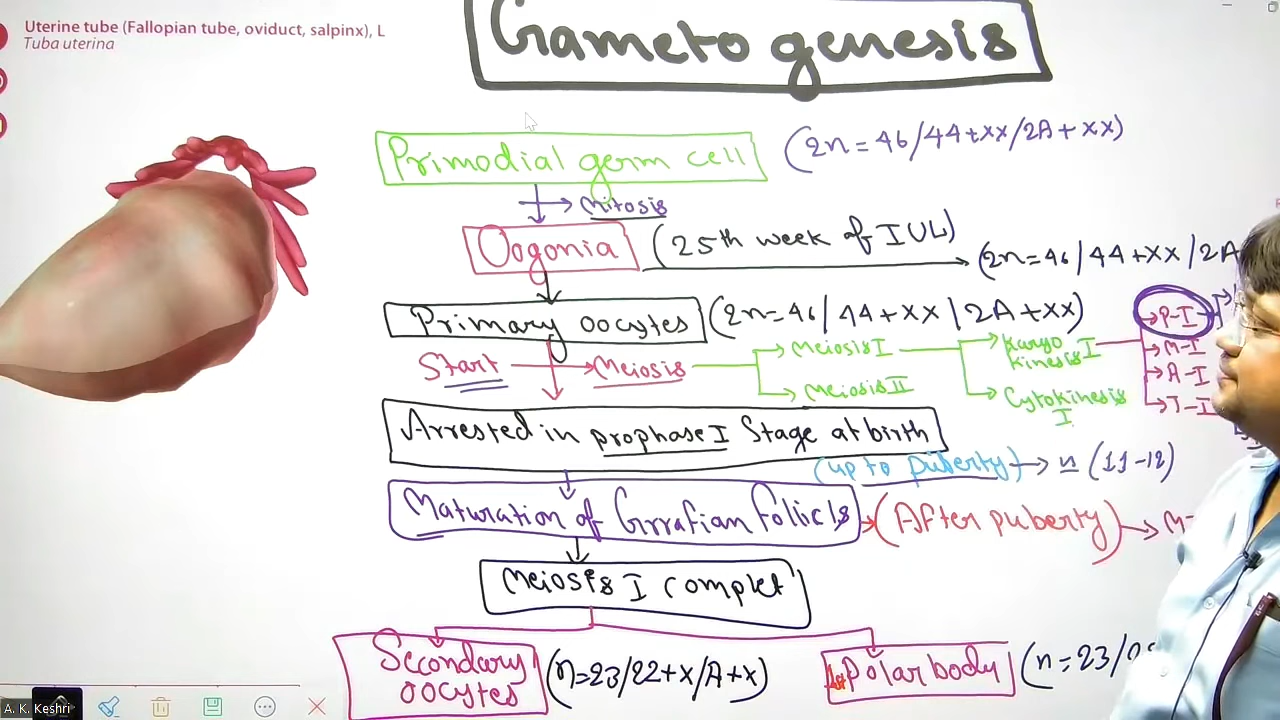 Uterine tube (Fallopian tube, oviduct, salpinx), L
Tuba uterina
Gameto genesis
Primodial germ cell (2n=46/44+xx/2A+xx)
Mitosis
Oogonia (25th week of IUL) (2n=46/44+xx/2A
Primary oocytes (2n=46/44+xx/2A+xx)
Start Meiosis
Meiosis I
Meiosis II
Karyo
kinesis I
Cytokinesis
I
P-I
M-I
A-I
T-I
Arrested in prophase I Stage at birth
(up to puberty) (11-12)
Maturation of Grrafian follicls (After puberty) M-
Meiosis I complet
Secondary
oocytes (n=23/22+x/A+x)
1st Polar body (n=23/
A. K. Keshri